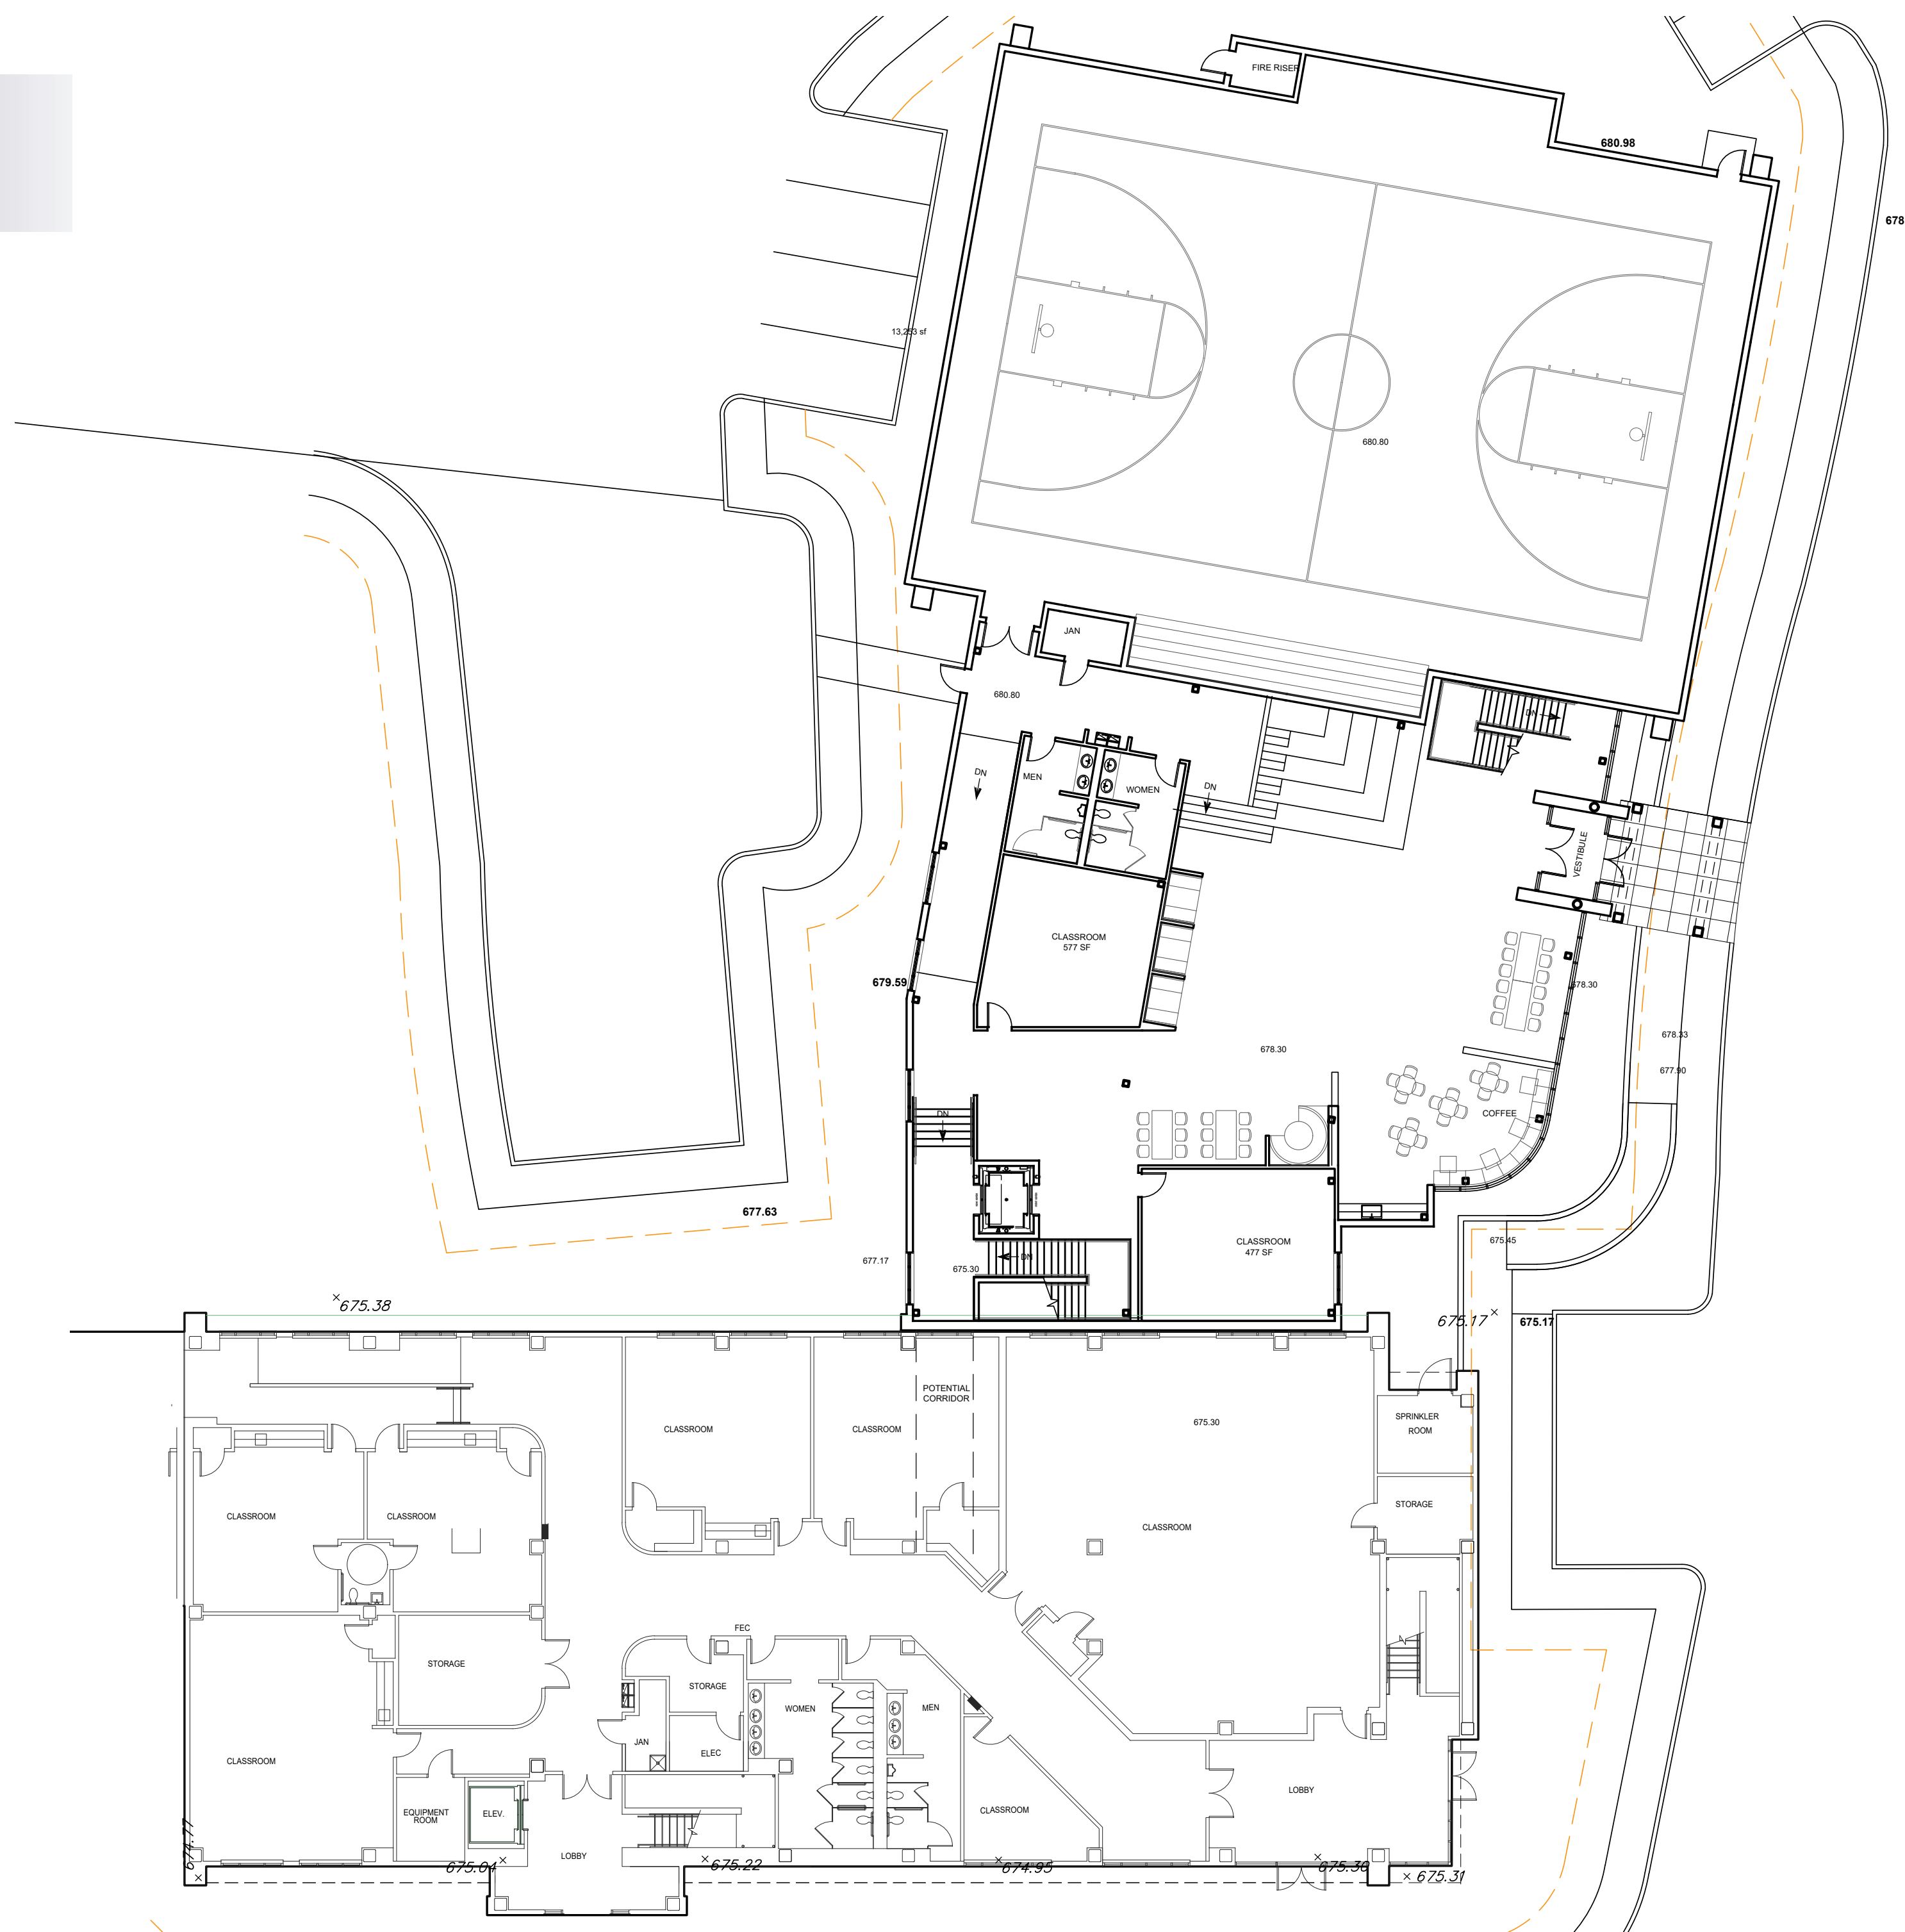 FIRE RISER
680.98
678
13,253 sf
680.80
JAN
680.80
DN
DN
MEN
WOMEN
DN
VESTIBULE
CLASSROOM
577 SF
679.59
678.30
678.33
678.30
677.90
DN
COFFEE
677.63
CLASSROOM
477 SF
675.45
677.17
675.30
DN
675.38
675.17
675.17
POTENTIAL
CORRIDOR
CLASSROOM
CLASSROOM
675.30
SPRINKLER
ROOM
CLASSROOM
CLASSROOM
STORAGE
CLASSROOM
FEC
STORAGE
STORAGE
WOMEN
MEN
JAN
ELEC
CLASSROOM
LOBBY
EQUIPMENT
ROOM
ELEV.
CLASSROOM
LOBBY
674.77
675.04
675.22
674.95
675.30
675.31